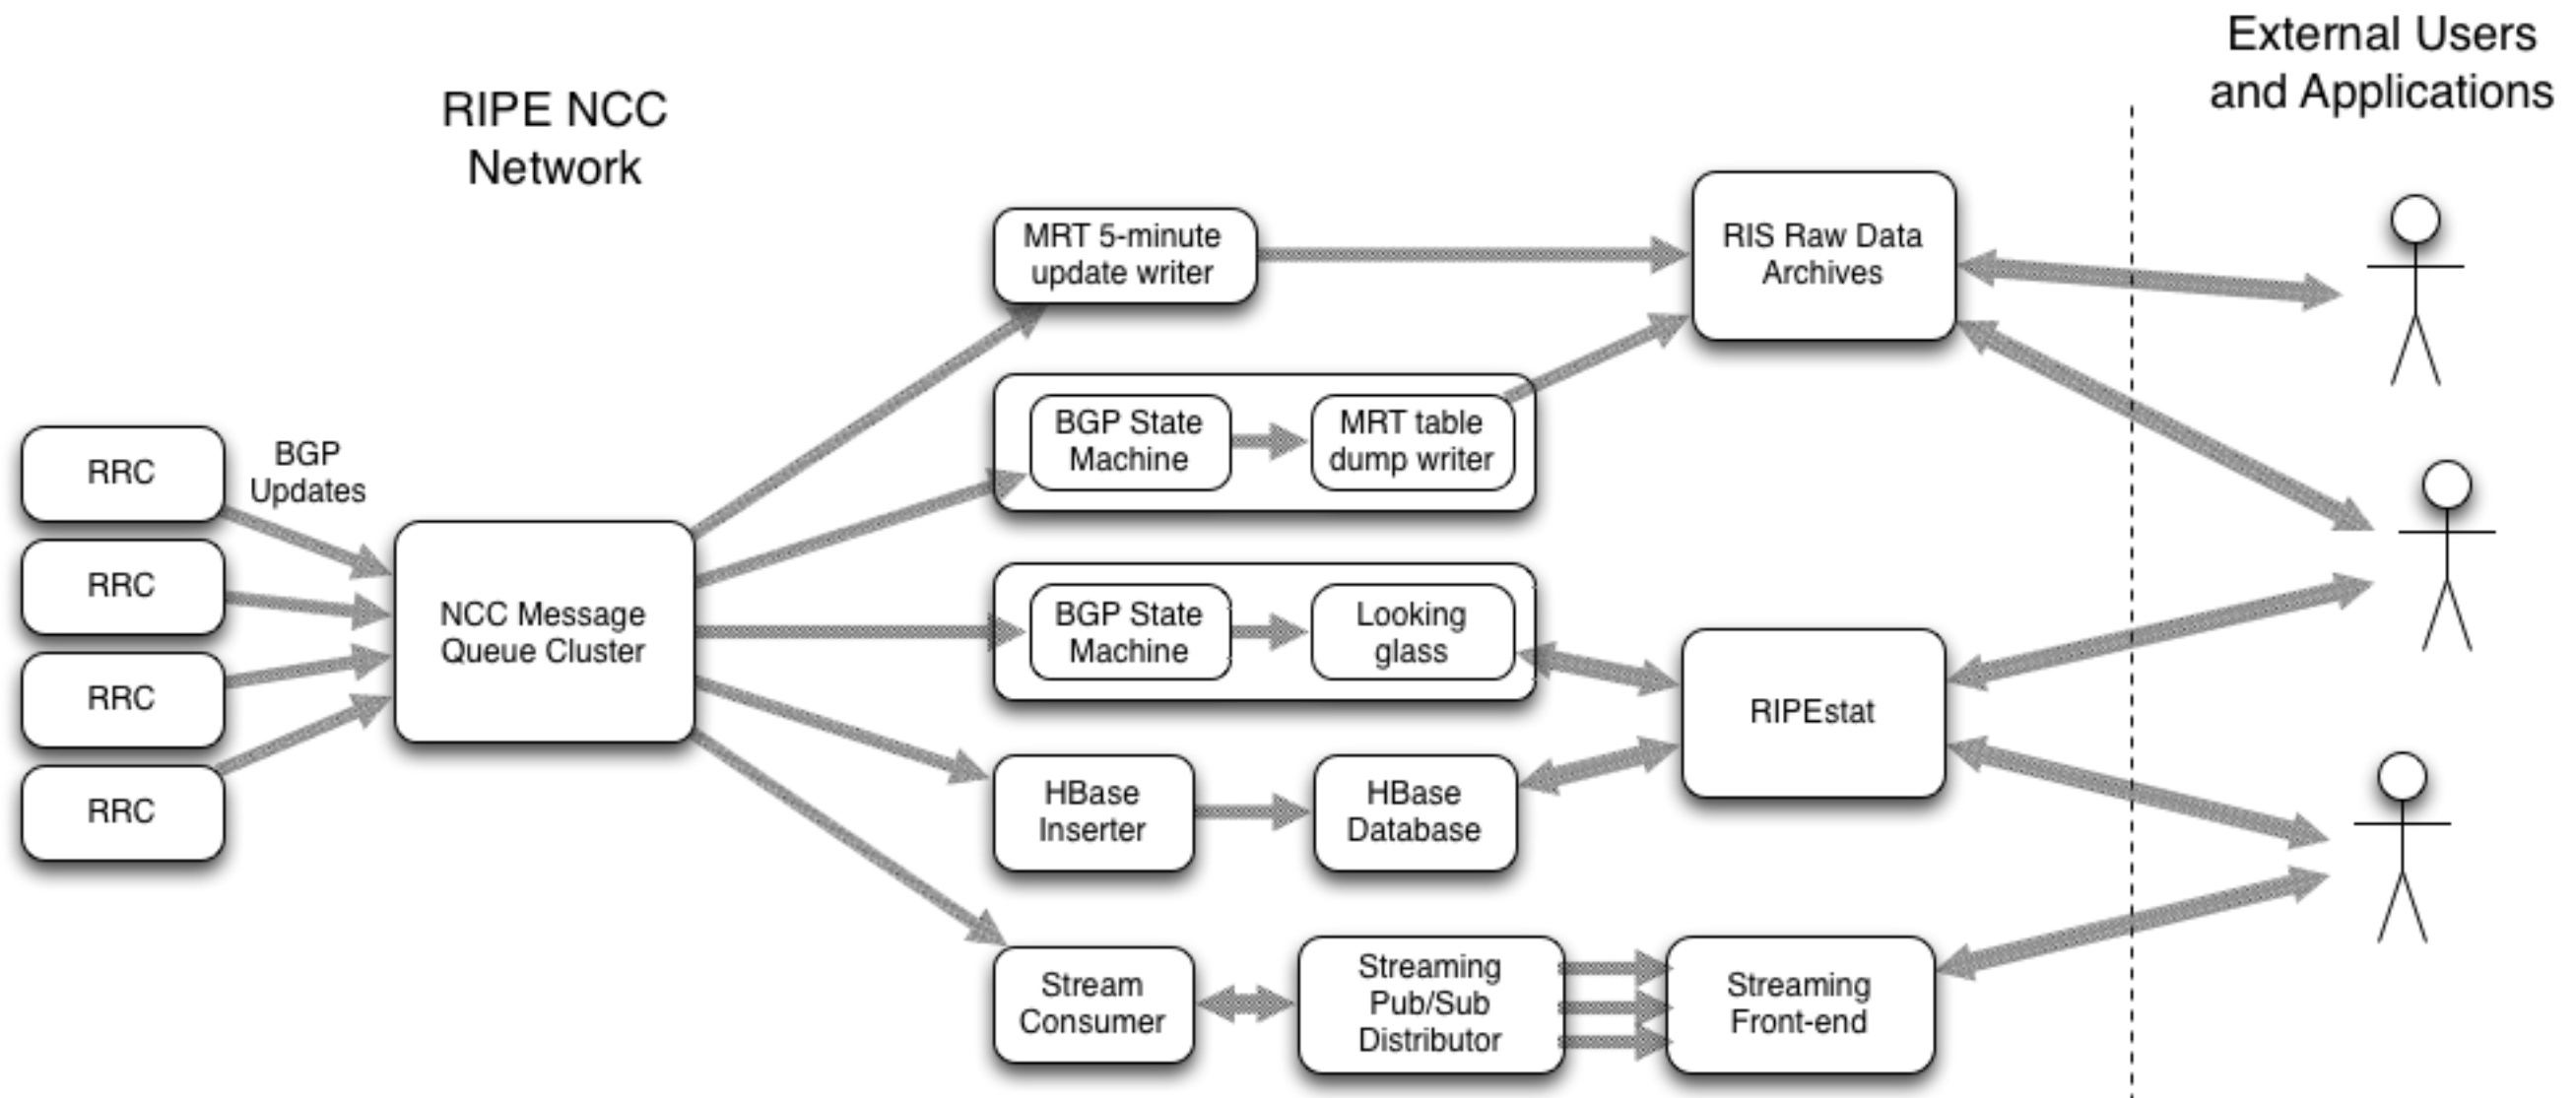 External Users
and Applications
RIPE NCC
Network
MRT 5-minute
update writer
RIS Raw Data
Archives
BGP State
Machine
MRT table
dump writer
RRC
BGP
Updates
RRC
RRC
RRC
NCC Message
Queue Cluster
BGP State
Machine
Looking
glass
RIPEstat
HBase
Inserter
HBase
Database
Stream
Consumer
Streaming
Pub/Sub
Distributor
Streaming
Front-end